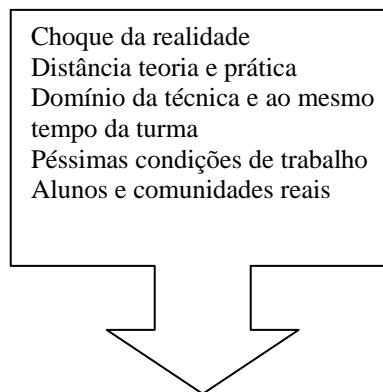 Choque da realidade
Distância teoria e prática
Domínio da técnica e ao mesmo
tempo da turma
Péssimas condições de trabalho
Alunos e comunidades reais